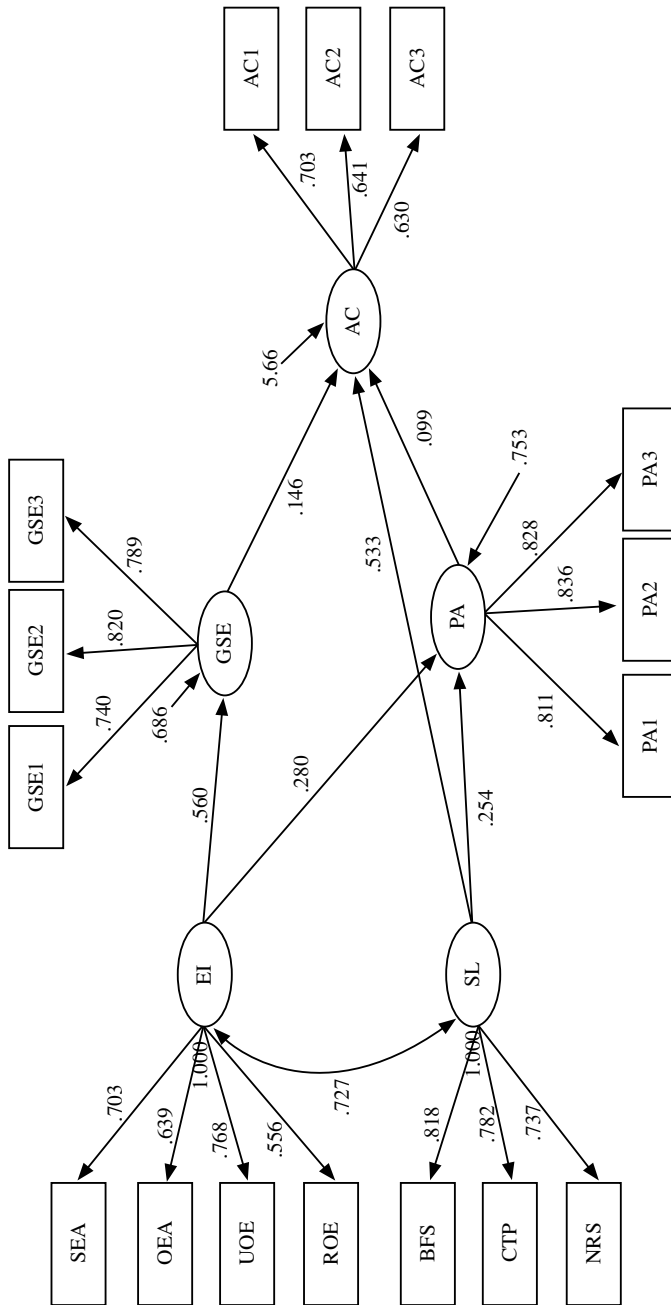 GSE1
GSE2
GSE3
.740
.820
.789
SEA
OEA
UOE
ROE
.703
.639
.768
.556
1.000
EI
.560
.686
GSE
.146
5.66
AC
.703
.641
.630
AC1
AC2
AC3
.727
.280
.533
.099
BFS
CTP
NRS
.818
.782
.737
1.000
SL
.254
PA
.753
.811
.836
.828
PA1
PA2
PA3